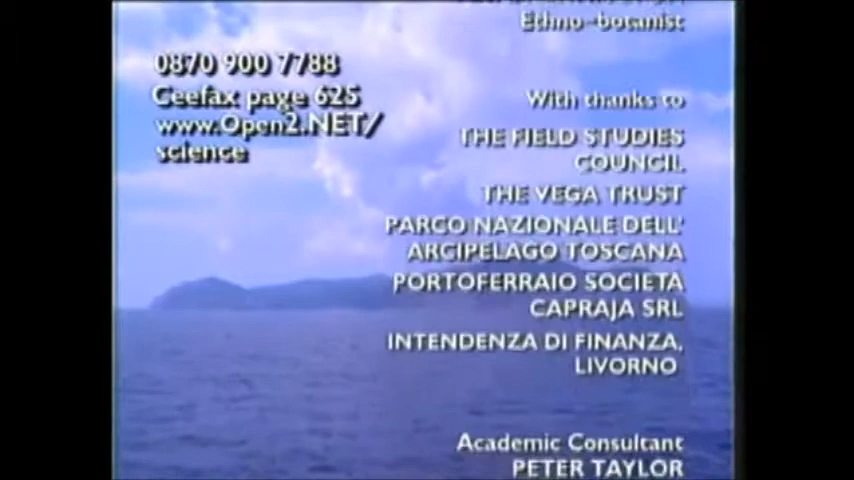 Ethno-botanist
0870 900 7788
Ceefax page 625
www.Open2.NET/
science
With thanks to
THE FIELD STUDIES
COUNCIL
THE VEGA TRUST
PARCO NAZIONALE DELL'
ARCIPELAGO TOSCANA
PORTOFERRAIO SOCIETA
CAPRAJA SRL
INTENDENZA DI FINANZA,
LIVORNO
Academic Consultant
PETER TAYLOR